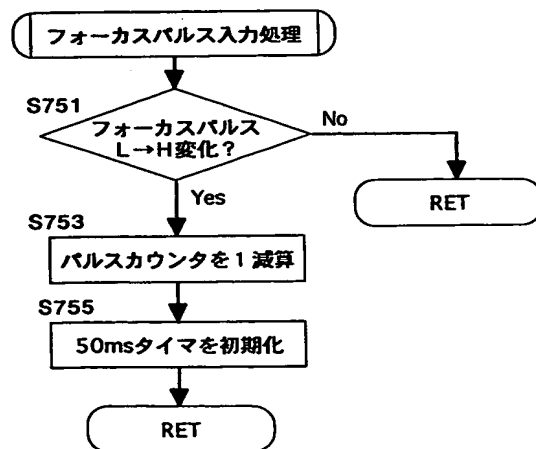 フォーカスパルス入力処理
S751
フォーカスパルス
L→H変化？
No
Yes
RET
S753
パルスカウンタを1減算
S755
50msタイマを初期化
RET